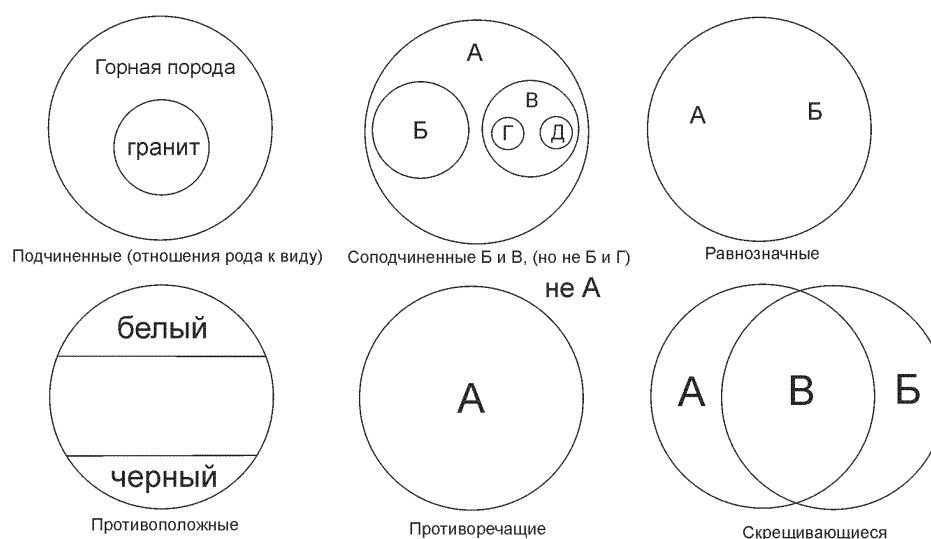 Горная порода
гранит
Подчиненные (отношения рода к виду)
А
Б
В
Г
Д
Соподчиненные Б и В, (но не Б и Г)
А
Б
Равнозначные
белый
черный
Противоположные
не А
А
Противоречащие
А
В
Б
Скрещивающиеся